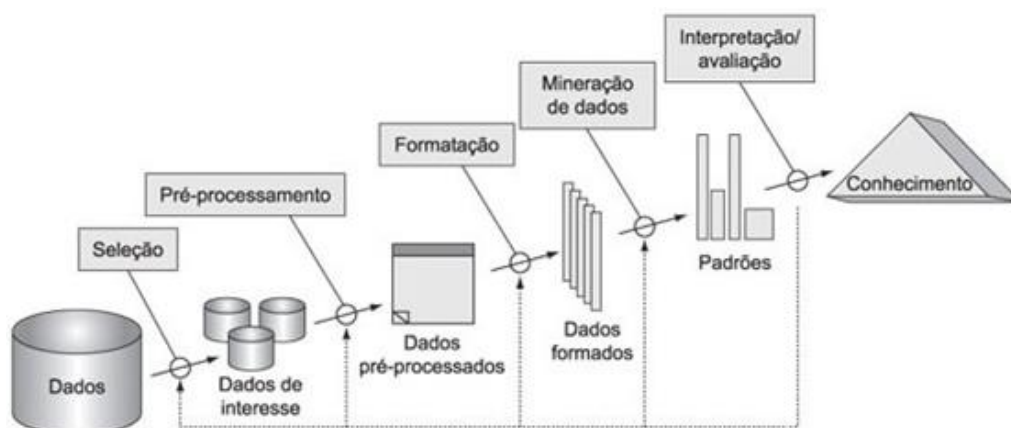 Interpretação/
avaliação
Mineração
de dados
Formatação
Pré-processamento
Seleção
Dados
Dados de
interesse
Dados
pré-processados
Dados
formados
Padrões
Conhecimento